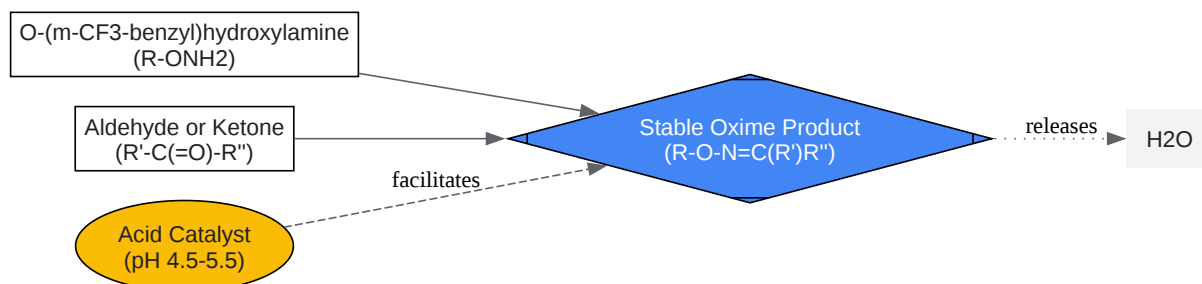 O-(m-CF3-benzyl)hydroxylamine
(R-ONH2)
Aldehyde or Ketone
(R'-C(=O)-R'')
Acid Catalyst
(pH 4.5-5.5)
facilitates
Stable Oxime Product
(R-O-N=C(R')R'')
releases
H2O